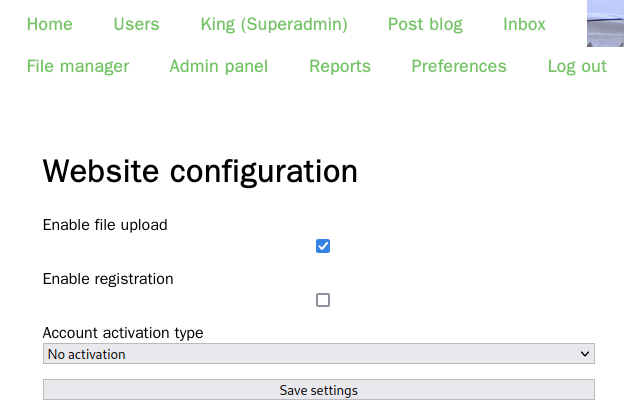 Home Users King (Superadmin) Post blog Inbox
File manager Admin panel Reports Preferences Log out
Website configuration
Enable file upload
Enable registration
Account activation type
No activation
Save settings